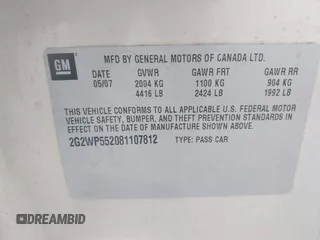 GM
MFD BY GENERAL MOTORS OF CANADA LTD.
DATE GVWR GAWR FRT GAWR RR
05/07 2004 KG 1100 KG 904 KG
4416 LB 2424 LB 1992 LB
THIS VEHICLE CONFORMS TO ALL APPLICABLE U.S. FEDERAL MOTOR
VEHICLE SAFETY, BUMPER, AND THEFT PREVENTION STANDARDS
IN EFFECT ON THE DATE OF MANUFACTURE SHOWN ABOVE.
2G2WP552081107812 TYPE: PASS CAR
DREAMBID